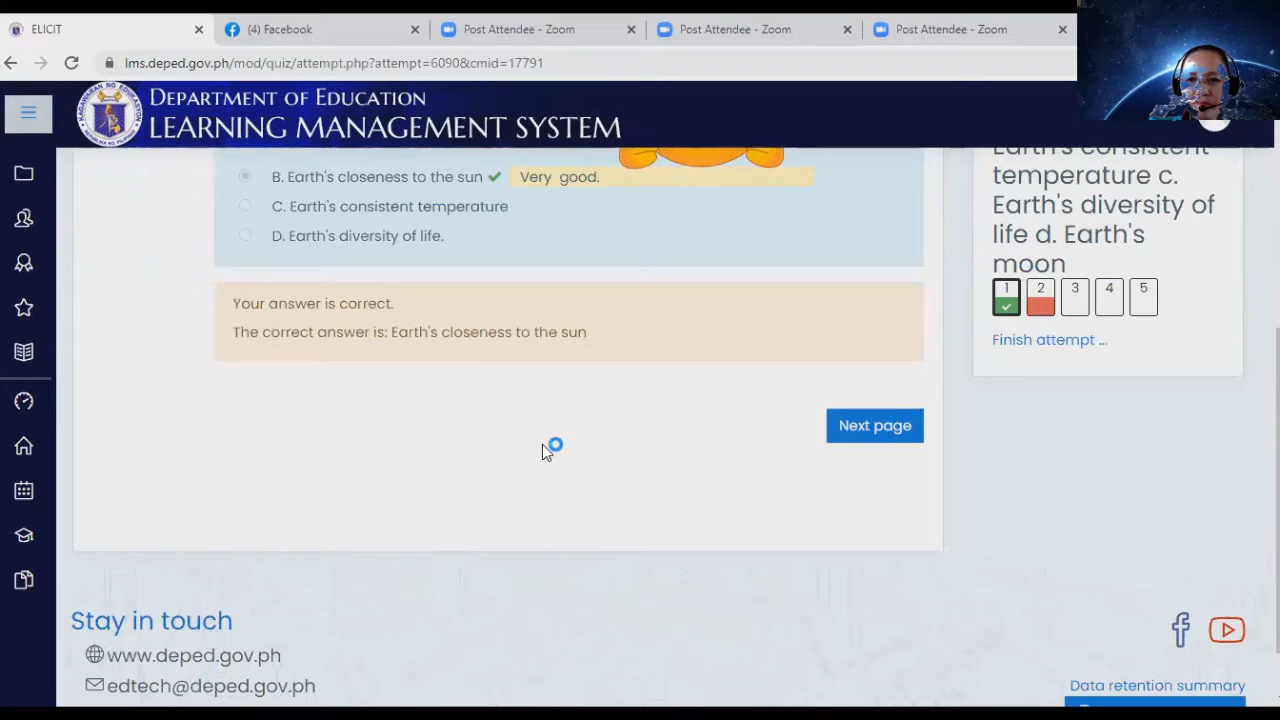 ELICIT
(4) Facebook
Post Attendee - Zoom
Post Attendee - Zoom
Post Attendee - Zoom
lms.deped.gov.ph/mod/quiz/attempt.php?attempt=6090&cmid=17791
DEPARTMENT OF EDUCATION
LEARNING MANAGEMENT SYSTEM
B. Earth's closeness to the sun
Very good.
C. Earth's consistent temperature
D. Earth's diversity of life.
Your answer is correct.
The correct answer is: Earth's closeness to the sun
Next page
Earth's consistent
temperature c.
Earth's diversity of
life d. Earth's
moon
1 2 3 4 5
Finish attempt ...
Stay in touch
www.deped.gov.ph
edtech@deped.gov.ph
Data retention summary